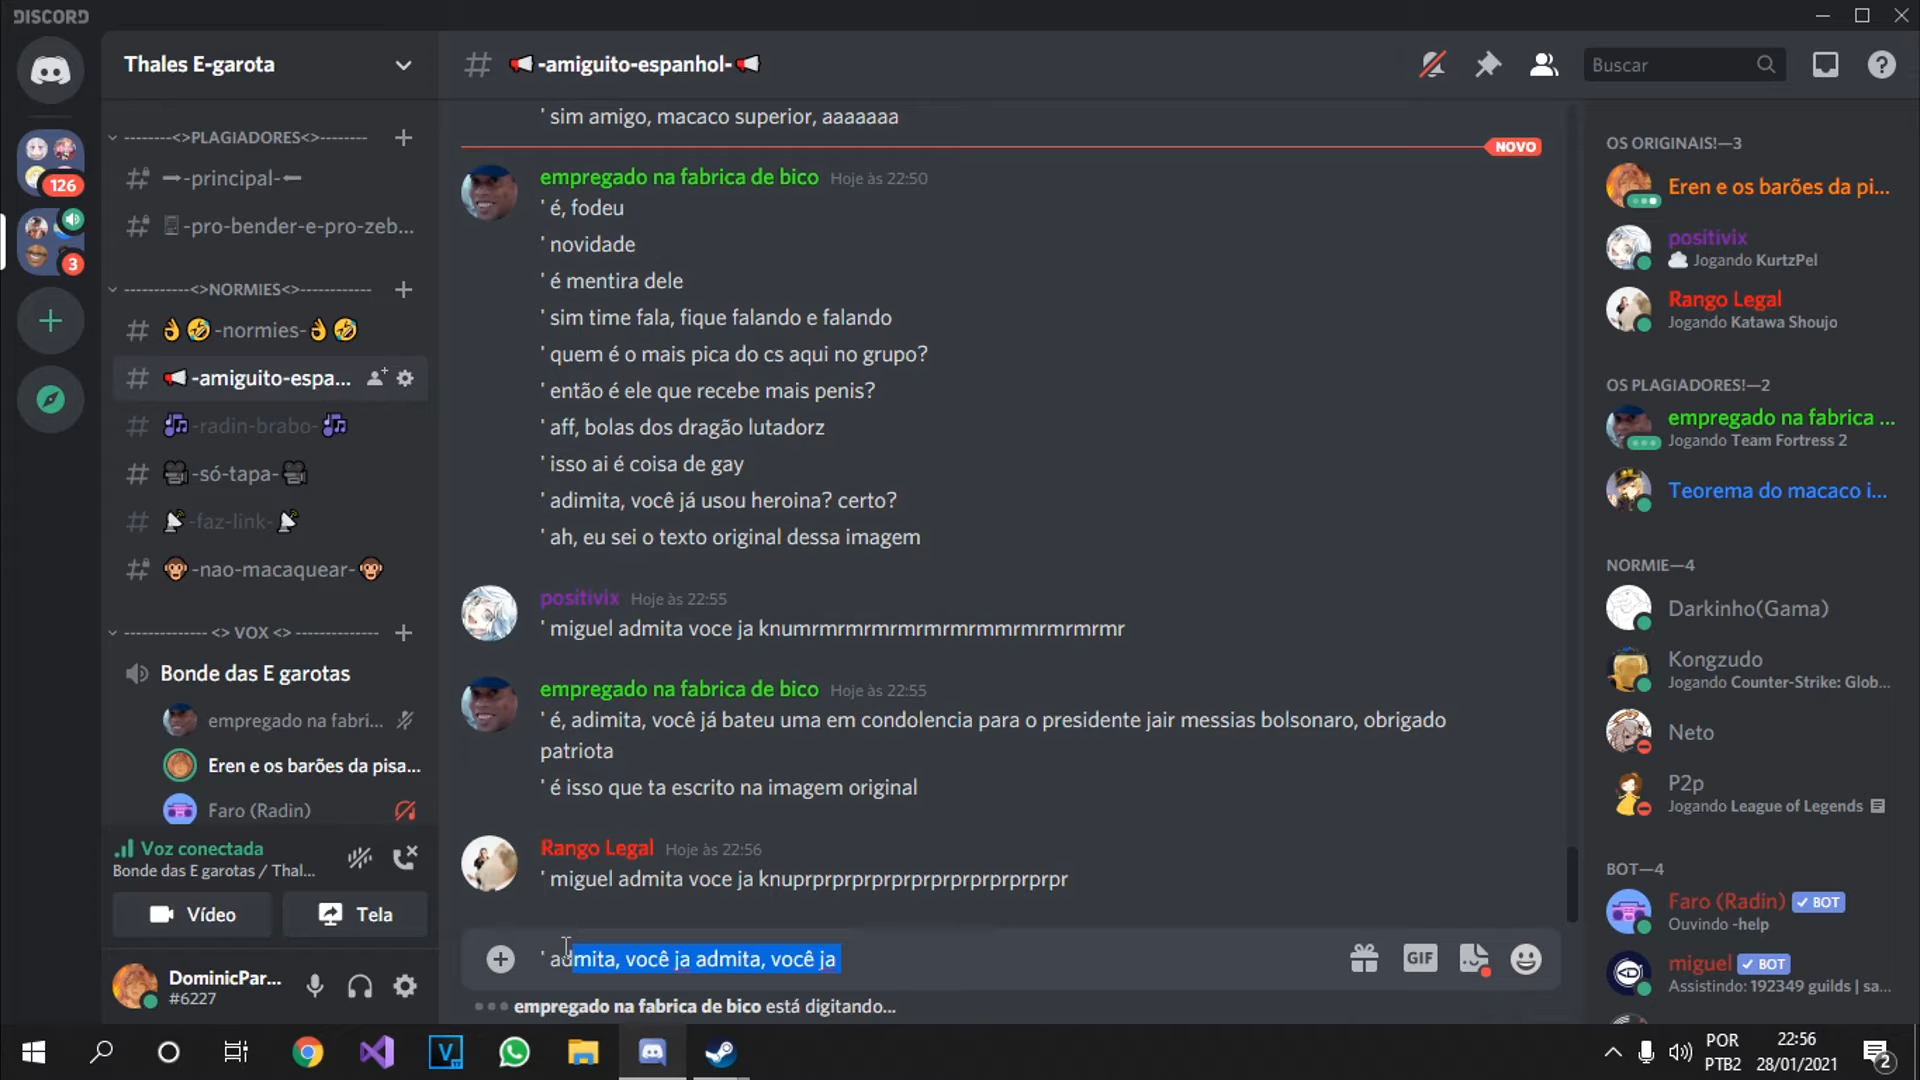 DISCORD
Thales E-garota
--------<>PLAGIADORES<>--------
-principal-
-pro-bender-e-pro-zeb...
-----------<>NORMIES<>------------
-normies-
-amiguito-espa...
-radin-brabo-
-só-tapa-
-faz-link-
-nao-macaquear-
------------- <> VOX <> -------------
Bonde das E garotas
empregado na fabri...
Eren e os barões da pisa...
Faro (Radin)
Voz conectada
Bonde das E garotas / Thal...
Vídeo
Tela
DominicPar...
#6227
126
3
-amiguito-espanhol-
Buscar
' sim amigo, macaco superior, aaaaaaa
NOVO
empregado na fabrica de bico Hoje às 22:50
' é, fodeu
' novidade
' é mentira dele
' sim time fala, fique falando e falando
' quem é o mais pica do cs aqui no grupo?
' então é ele que recebe mais penis?
' aff, bolas dos dragão lutadorz
' isso ai é coisa de gay
' adimita, você já usou heroina? certo?
' ah, eu sei o texto original dessa imagem
positivix Hoje às 22:55
' miguel admita voce ja knumrmrmrmrmrmrmrmmrmrmrmrmr
empregado na fabrica de bico Hoje às 22:55
' é, adimita, você já bateu uma em condolencia para o presidente jair messias bolsonaro, obrigado
patriota
' é isso que ta escrito na imagem original
Rango Legal Hoje às 22:56
' miguel admita voce ja knuprprprprprprprprprprprprpr
' admita, você ja admita, você ja
GIF
empregado na fabrica de bico está digitando...
OS ORIGINAIS!—3
Eren e os barões da pi...
positivix
Jogando KurtzPel
Rango Legal
Jogando Katawa Shoujo
OS PLAGIADORES!—2
empregado na fabrica ...
Jogando Team Fortress 2
Teorema do macaco i...
NORMIE—4
Darkinho(Gama)
Kongzudo
Jogando Counter-Strike: Glob...
Neto
P2p
Jogando League of Legends
BOT—4
Faro (Radin) BOT
Ouvindo -help
miguel BOT
Assistindo: 192349 guilds | sa...
POR
PTB2
22:56
28/01/2021
2